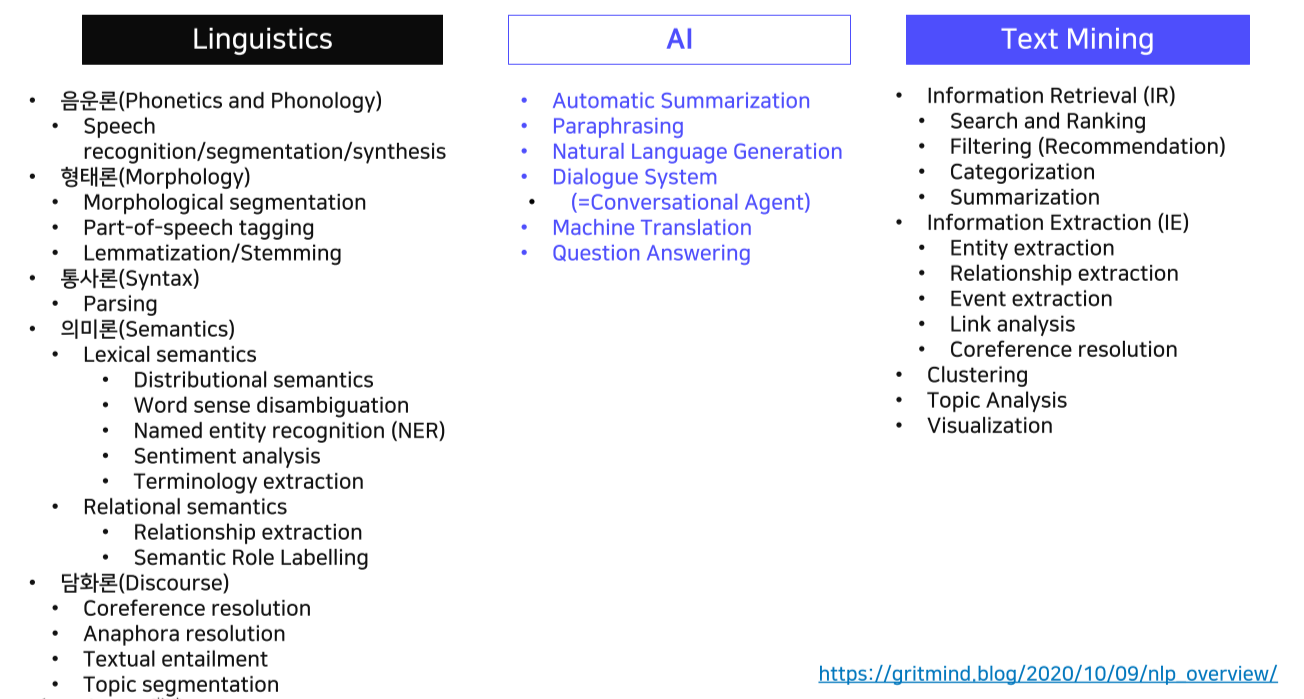 Linguistics
• 음운론(Phonetics and Phonology)
• Speech
recognition/segmentation/synthesis
• 형태론(Morphology)
• Morphological segmentation
• Part-of-speech tagging
• Lemmatization/Stemming
• 통사론(Syntax)
• Parsing
• 의미론(Semantics)
• Lexical semantics
• Distributional semantics
• Word sense disambiguation
• Named entity recognition (NER)
• Sentiment analysis
• Terminology extraction
• Relational semantics
• Relationship extraction
• Semantic Role Labelling
• 담화론(Discourse)
• Coreference resolution
• Anaphora resolution
• Textual entailment
• Topic segmentation
AI
• Automatic Summarization
• Paraphrasing
• Natural Language Generation
• Dialogue System
• (=Conversational Agent)
• Machine Translation
• Question Answering
Text Mining
• Information Retrieval (IR)
• Search and Ranking
• Filtering (Recommendation)
• Categorization
• Summarization
• Information Extraction (IE)
• Entity extraction
• Relationship extraction
• Event extraction
• Link analysis
• Coreference resolution
• Clustering
• Topic Analysis
• Visualization
https://gritmind.blog/2020/10/09/nlp_overview/